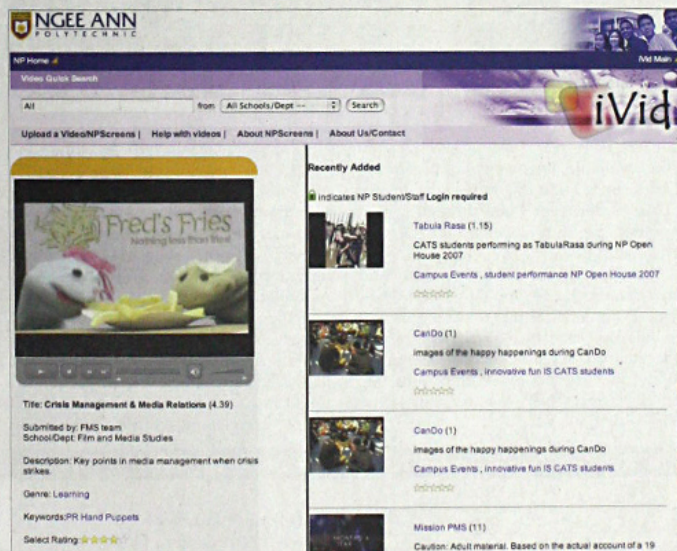 NGEE ANN
POLYTECHNIC
NP Home
iVid Main
Video Quick Search
All
from
All Schools/Dept ---
Search
iVid
Upload a Video/NPScreens | Help with videos | About NPScreens | About Us/Contact
Fred's Fries
Nothing less than the
Title: Crisis Management & Media Relations (4.39)
Submitted by: FMS team
School/Dept: Film and Media Studies
Description: Key points in media management when crisis
strikes.
Genre: Learning
Keywords:PR Hand Puppets
Select Rating:
Recently Added
indicates NP Student/Staff Login required
Tabula Rasa (1.15)
CATS students performing as TabulaRasa during NP Open
House 2007
Campus Events , student performance NP Open House 2007
CanDo (1)
images of the happy happenings during CanDo
Campus Events , innovative fun IS CATS students
CanDo (1)
images of the happy happenings during CanDo
Campus Events , innovative fun IS CATS students
Mission PMS (11)
Caution: Adult material. Based on the actual account of a 19